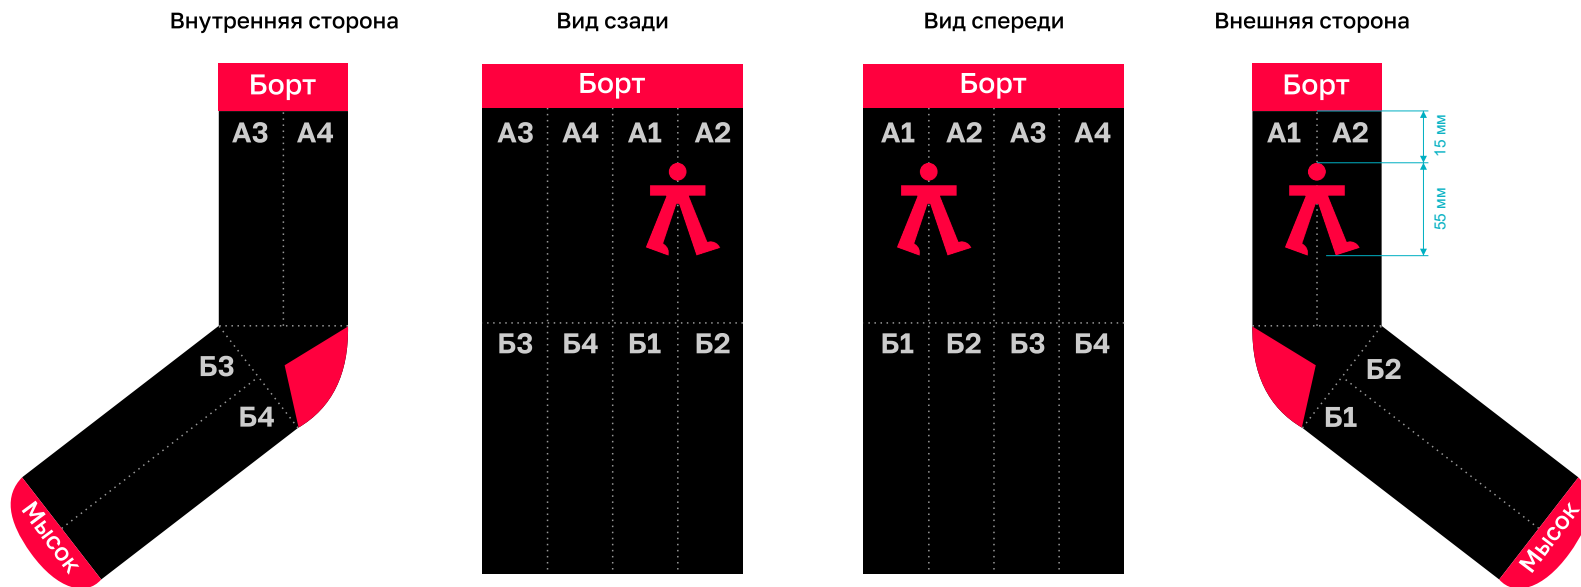 Внутренняя сторона
Борт
А3 А4
Б3
Б4
Мысок
Вид сзади
Борт
А3 А4 А1 А2
Б3 Б4 Б1 Б2
Вид спереди
Борт
А1 А2 А3 А4
Б1 Б2 Б3 Б4
Внешняя сторона
Борт
А1 А2
15 мм
55 мм
Б2
Б1
Мысок